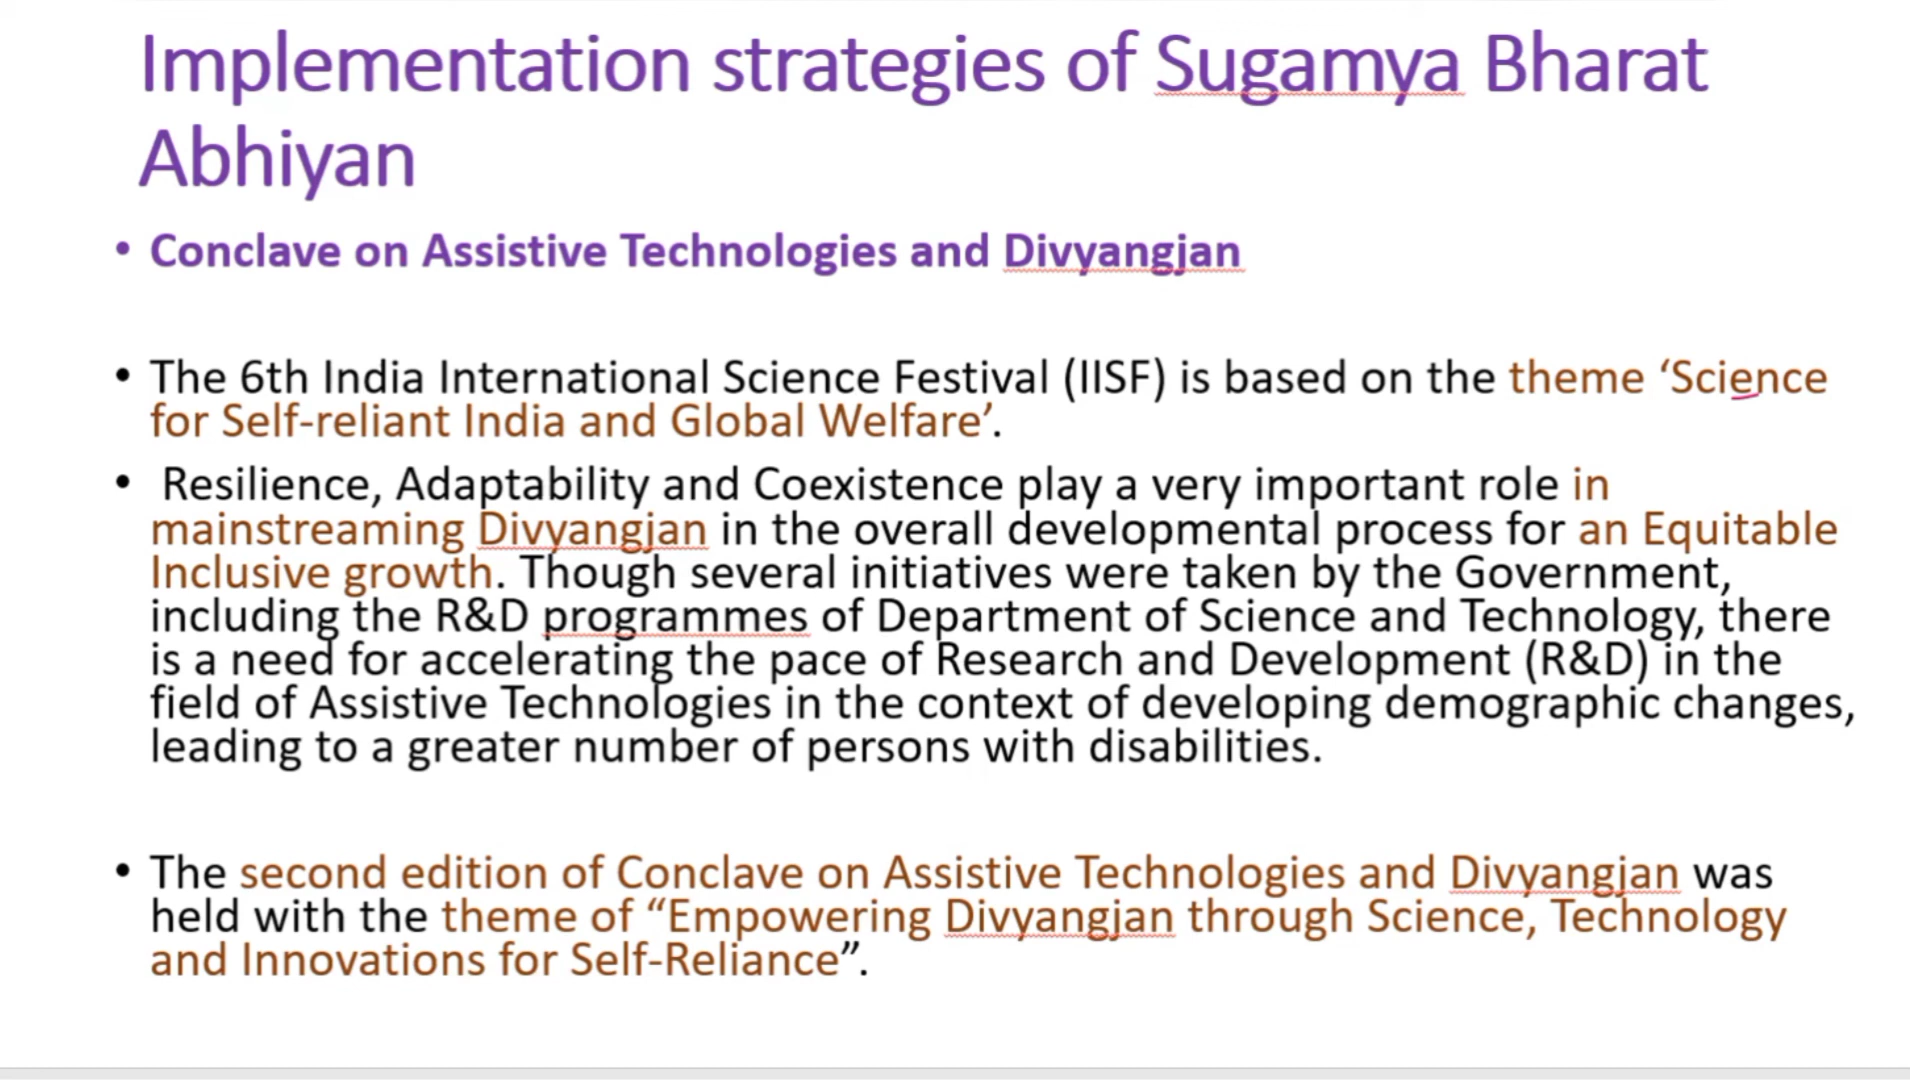 Implementation strategies of Sugamya Bharat
Abhiyan
• Conclave on Assistive Technologies and Divyangjan
• The 6th India International Science Festival (IISF) is based on the theme ‘Science
for Self-reliant India and Global Welfare’.
• Resilience, Adaptability and Coexistence play a very important role in
mainstreaming Divyangjan in the overall developmental process for an Equitable
Inclusive growth. Though several initiatives were taken by the Government,
including the R&D programmes of Department of Science and Technology, there
is a need for accelerating the pace of Research and Development (R&D) in the
field of Assistive Technologies in the context of developing demographic changes,
leading to a greater number of persons with disabilities.
• The second edition of Conclave on Assistive Technologies and Divyangjan was
held with the theme of “Empowering Divyangjan through Science, Technology
and Innovations for Self-Reliance”.